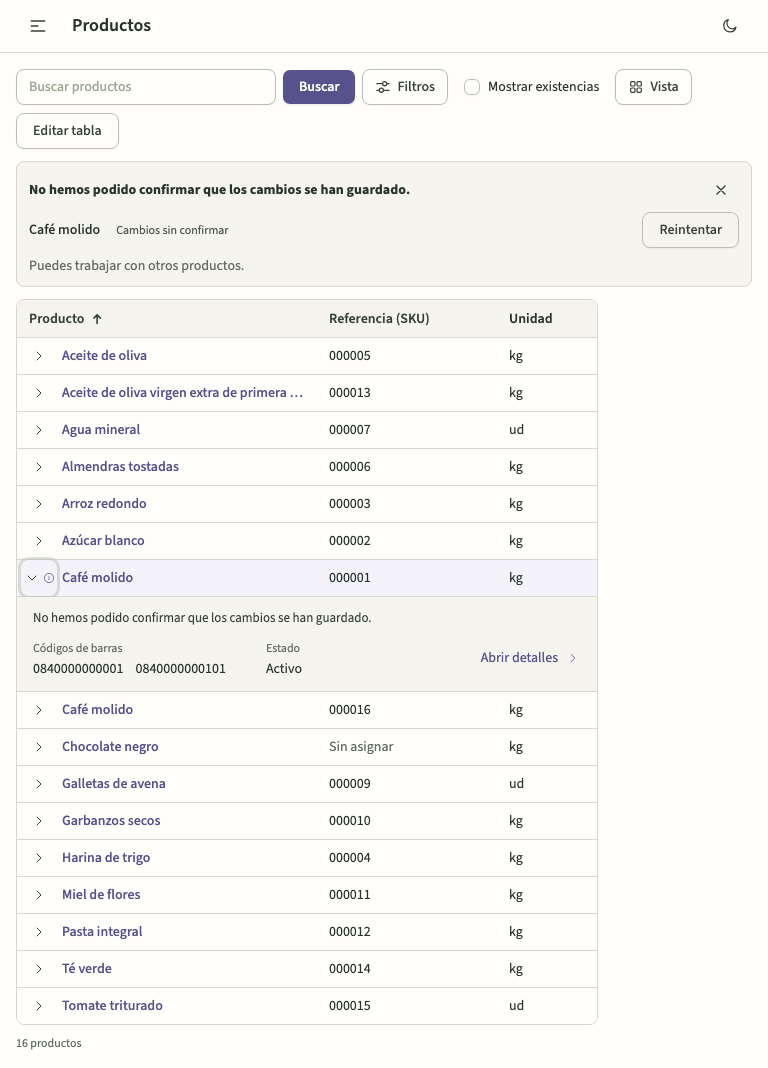 Productos
Buscar productos
Buscar
Filtros
Mostrar existencias
Vista
Editar tabla
No hemos podido confirmar que los cambios se han guardado.
Café molido Cambios sin confirmar
Reintentar
Puedes trabajar con otros productos.
Producto Referencia (SKU) Unidad
Aceite de oliva 000005 kg
Aceite de oliva virgen extra de primera … 000013 kg
Agua mineral 000007 ud
Almendras tostadas 000006 kg
Arroz redondo 000003 kg
Azúcar blanco 000002 kg
Café molido 000001 kg
No hemos podido confirmar que los cambios se han guardado.
Códigos de barras Estado
0840000000001 0840000000101 Activo
Abrir detalles
Café molido 000016 kg
Chocolate negro Sin asignar kg
Galletas de avena 000009 ud
Garbanzos secos 000010 kg
Harina de trigo 000004 kg
Miel de flores 000011 kg
Pasta integral 000012 kg
Té verde 000014 kg
Tomate triturado 000015 ud
16 productos